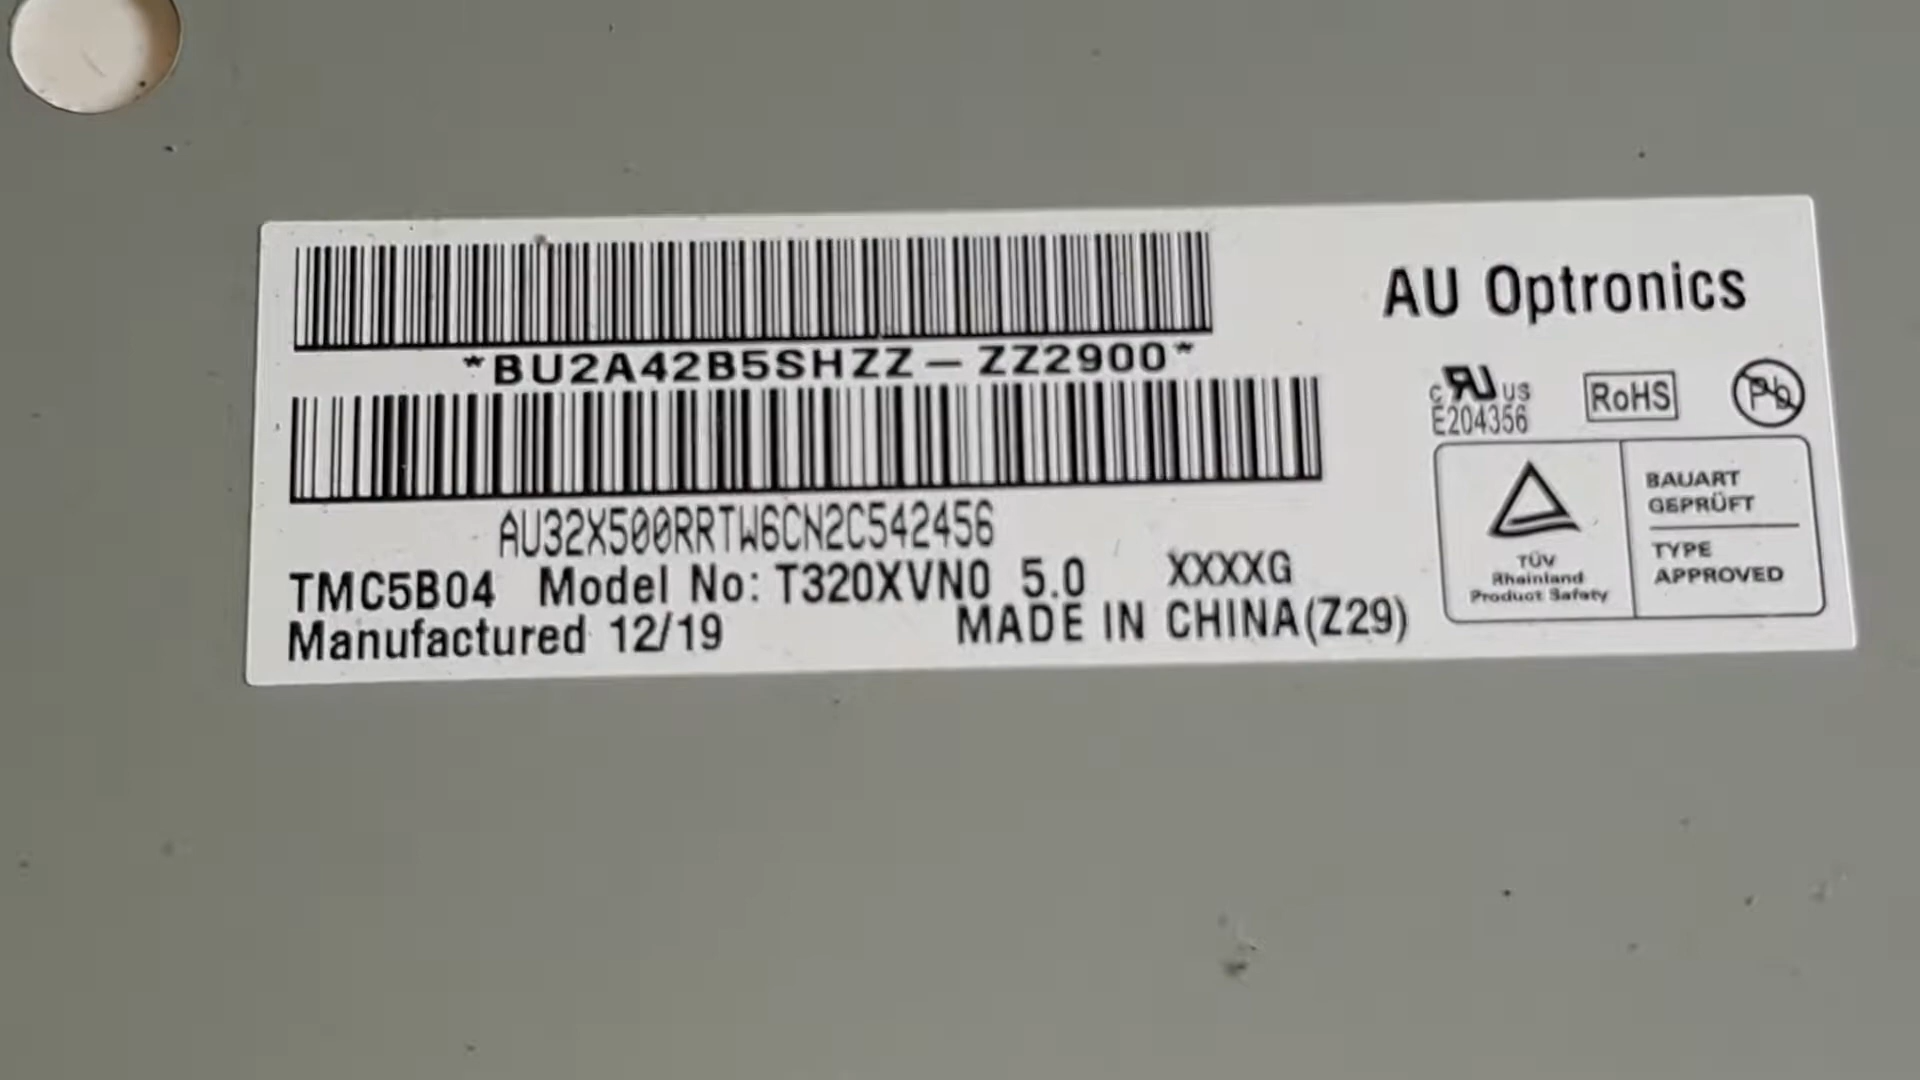 *BU2A42B5SHZZ-ZZ2900*
AU32X500RRTW6CN2C542456
TMC5B04 Model No: T320XVN0 5.0 XXXXG
Manufactured 12/19 MADE IN CHINA(Z29)
AU Optronics
c RU US
E204356
RoHS
Pb
TÜV
Rheinland
Product Safety
BAUART
GEPRÜFT
TYPE
APPROVED